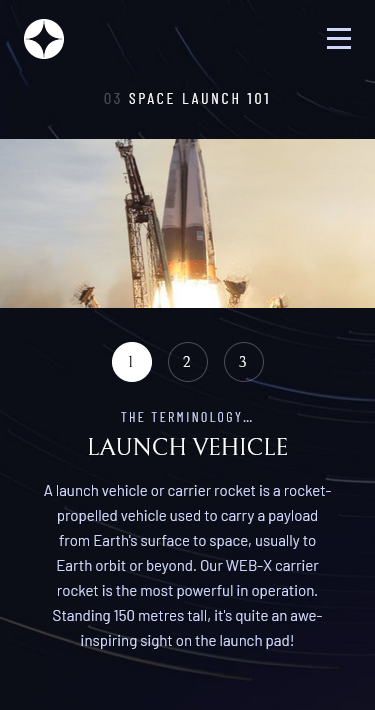 03 SPACE LAUNCH 101
1 2 3
THE TERMINOLOGY...
LAUNCH VEHICLE
A launch vehicle or carrier rocket is a rocket-
propelled vehicle used to carry a payload
from Earth's surface to space, usually to
Earth orbit or beyond. Our WEB-X carrier
rocket is the most powerful in operation.
Standing 150 metres tall, it's quite an awe-
inspiring sight on the launch pad!